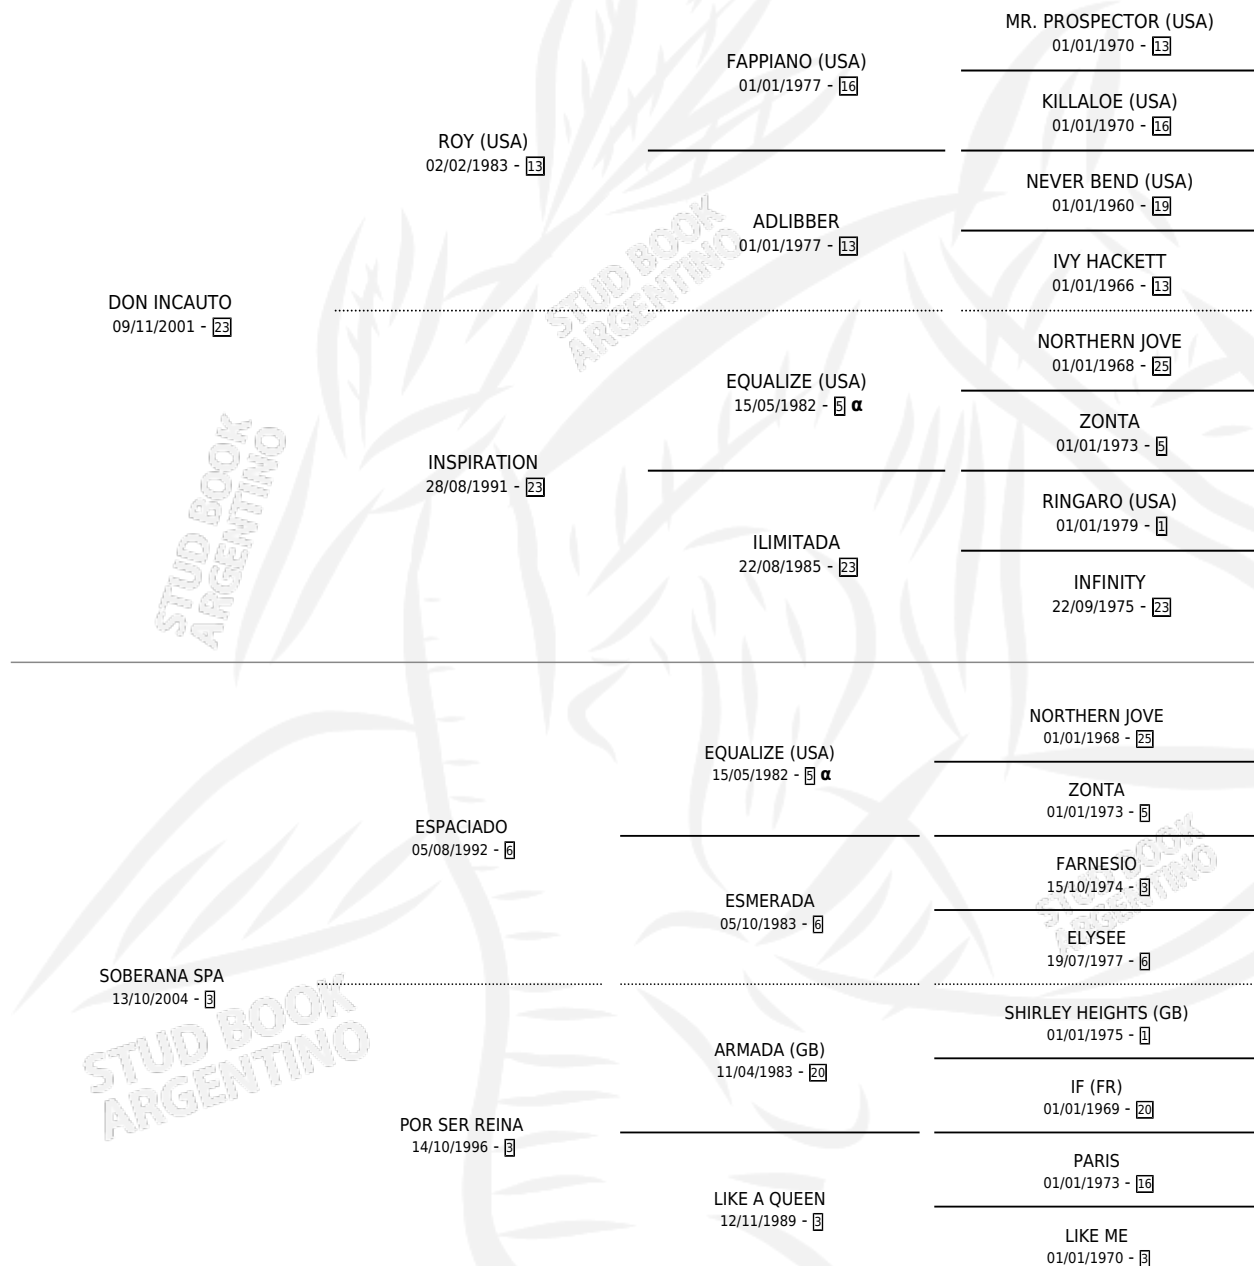 MR. PROSPECTOR (USA)
01/01/1970 - 13
FAPPIANO (USA)
01/01/1977 - 16
KILLALOE (USA)
01/01/1970 - 16
ROY (USA)
02/02/1983 - 13
NEVER BEND (USA)
01/01/1960 - 19
ADLIBBER
01/01/1977 - 13
IVY HACKETT
01/01/1966 - 13
DON INCAUTO
09/11/2001 - 23
NORTHERN JOVE
01/01/1968 - 25
EQUALIZE (USA)
15/05/1982 - 5 α
ZONTA
01/01/1973 - 5
INSPIRATION
28/08/1991 - 23
RINGARO (USA)
01/01/1979 - 1
ILIMITADA
22/08/1985 - 23
INFINITY
22/09/1975 - 23
NORTHERN JOVE
01/01/1968 - 25
EQUALIZE (USA)
15/05/1982 - 5 α
ZONTA
01/01/1973 - 5
ESPACIADO
05/08/1992 - 6
FARNESIO
15/10/1974 - 3
ESMERADA
05/10/1983 - 6
ELYSEE
19/07/1977 - 6
SOBERANA SPA
13/10/2004 - 3
SHIRLEY HEIGHTS (GB)
01/01/1975 - 1
ARMADA (GB)
11/04/1983 - 20
IF (FR)
01/01/1969 - 20
POR SER REINA
14/10/1996 - 3
PARIS
01/01/1973 - 16
LIKE A QUEEN
12/11/1989 - 3
LIKE ME
01/01/1970 - 3
STUD BOOK
ARGENTINO
STUD BOOK
ARGENTINO
STUD BOOK
ARGENTINO
STUD BOOK
ARGENTINO